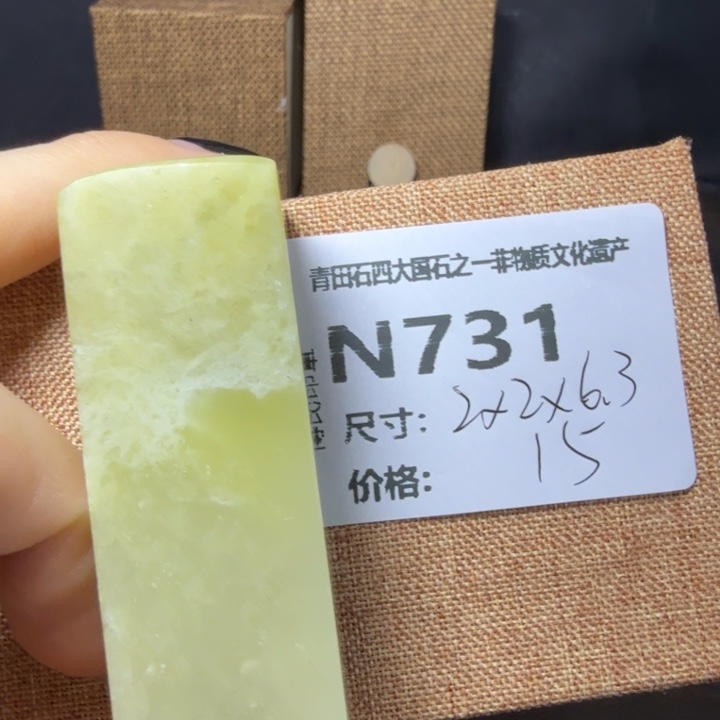 青田石四大国石之一非物质文化遗产
N731
尺寸: 2x2x6.3
价格: 15